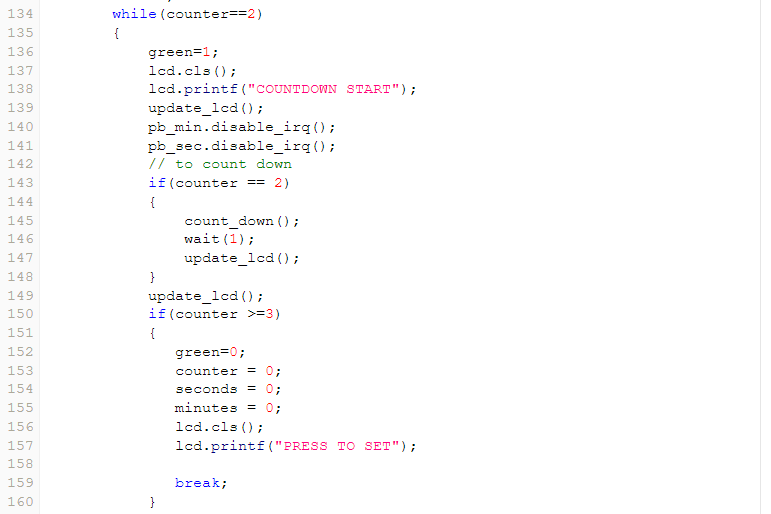 134 while(counter==2)
135 {
136 green=1;
137 lcd.cls();
138 lcd.printf("COUNTDOWN START");
139 update_lcd();
140 pb_min.disable_irq();
141 pb_sec.disable_irq();
142 // to count down
143 if(counter == 2)
144 {
145 count_down();
146 wait(1);
147 update_lcd();
148 }
149 update_lcd();
150 if(counter >=3)
151 {
152 green=0;
153 counter = 0;
154 seconds = 0;
155 minutes = 0;
156 lcd.cls();
157 lcd.printf("PRESS TO SET");
158
159 break;
160 }